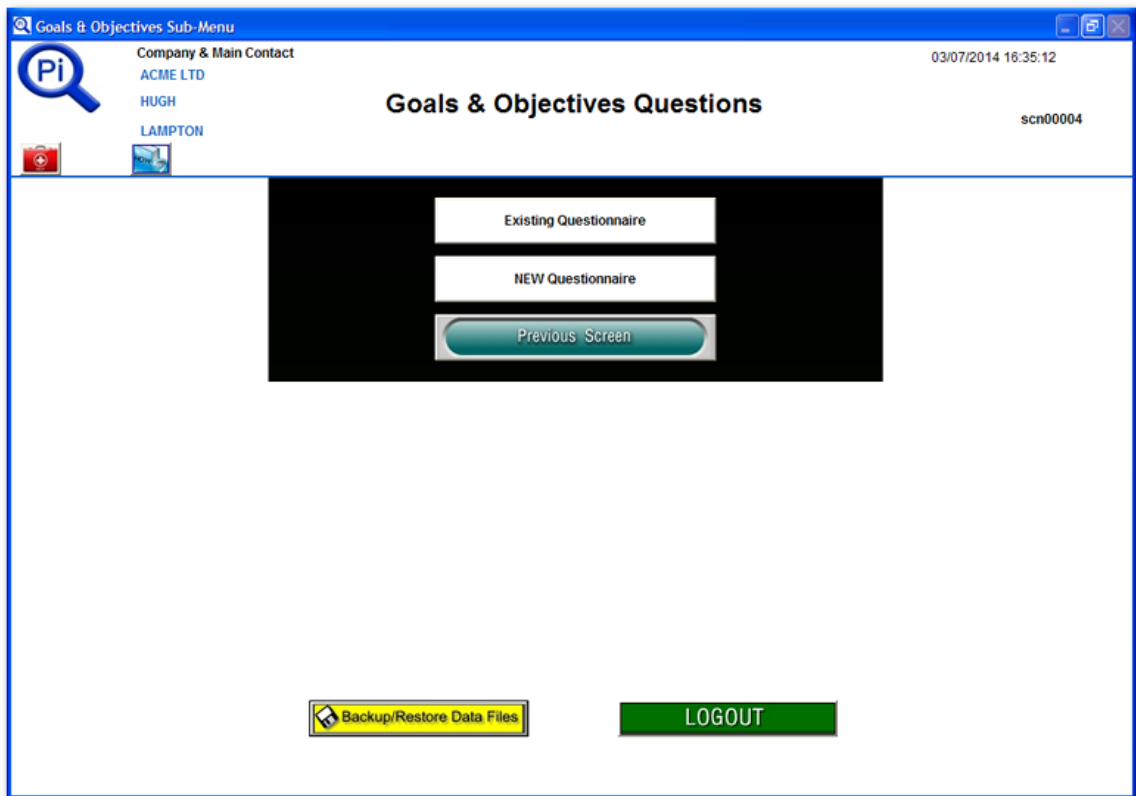 Goals & Objectives Sub-Menu
Company & Main Contact
03/07/2014 16:35:12
Pi
ACME LTD
HUGH
Goals & Objectives Questions
scn00004
LAMPTON
Existing Questionnaire
NEW Questionnaire
Previous Screen
Backup/Restore Data Files
LOGOUT